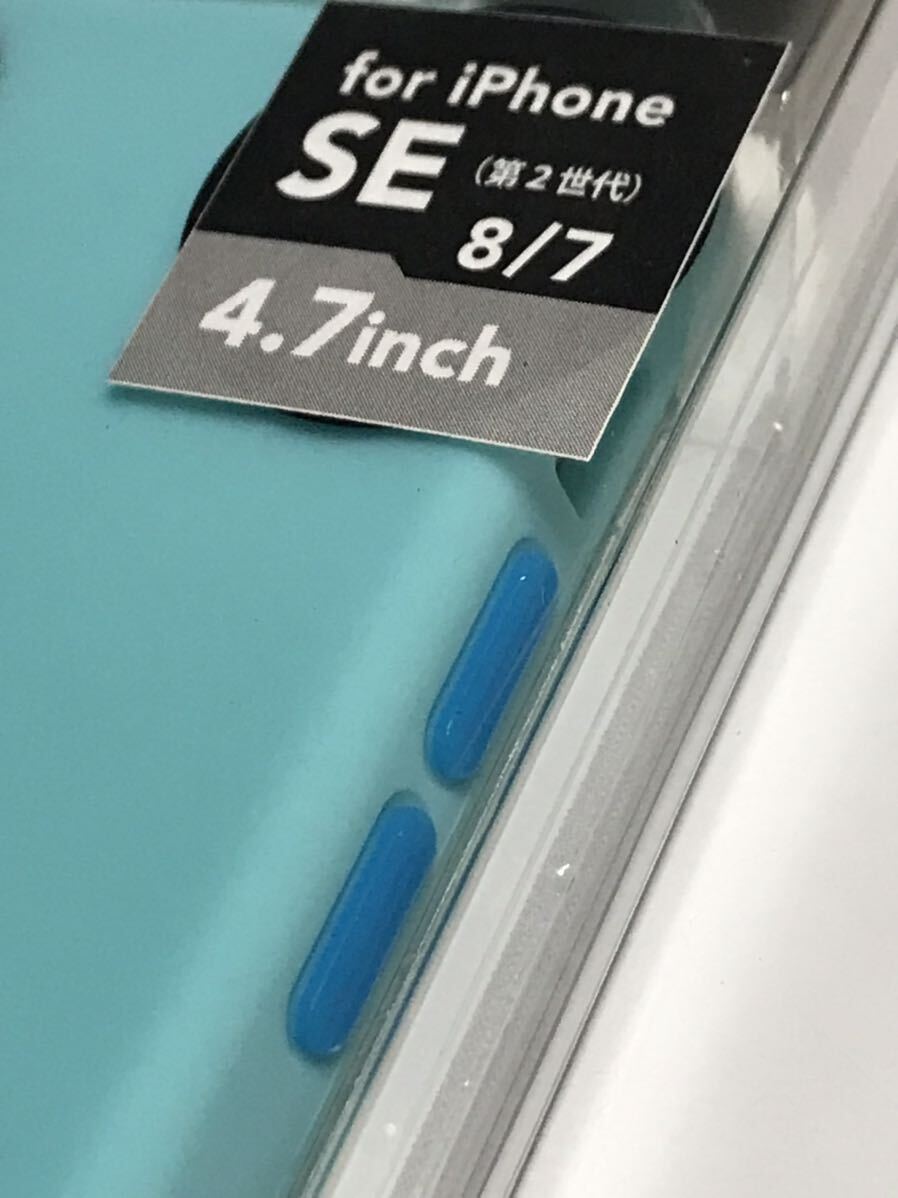 for iPhone
SE（第2世代）
8/7
4.7inch